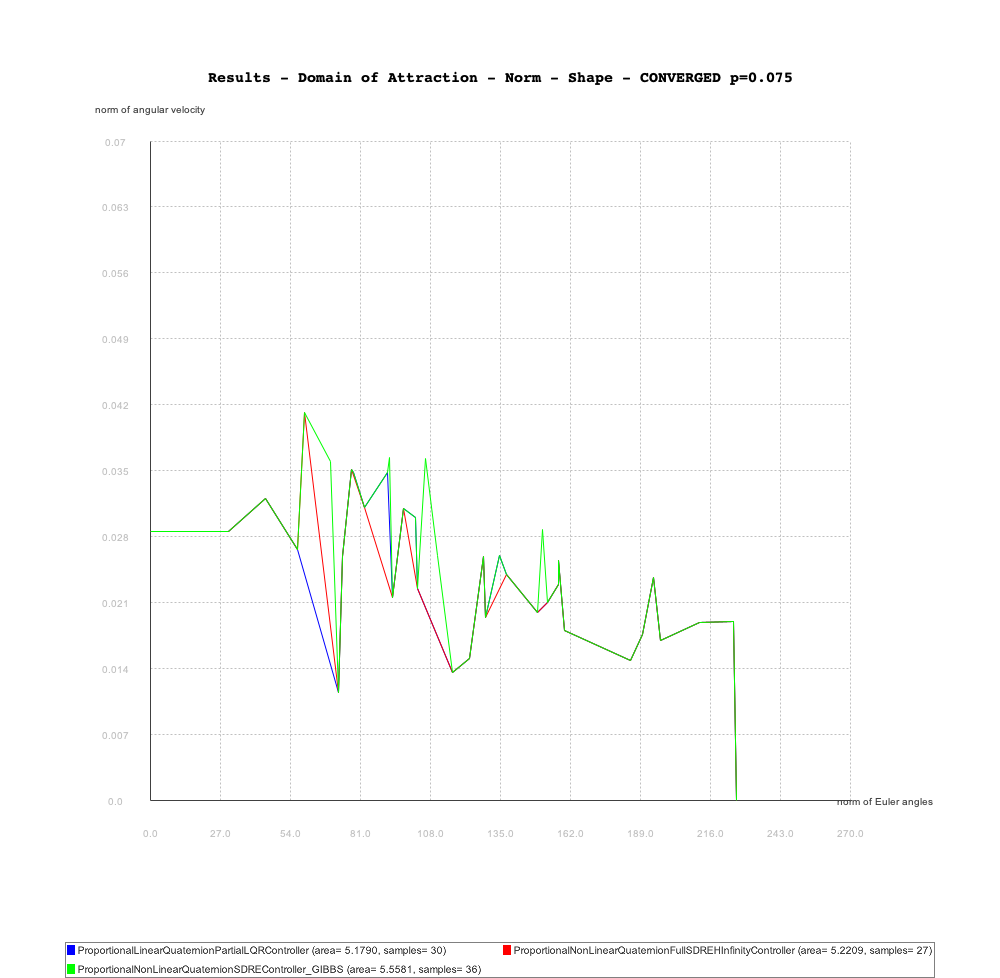 Results - Domain of Attraction - Norm - Shape - CONVERGED p=0.075
norm of angular velocity
0.07
0.063
0.056
0.049
0.042
0.035
0.028
0.021
0.014
0.007
0.0
norm of Euler angles
0.0 27.0 54.0 81.0 108.0 135.0 162.0 189.0 216.0 243.0 270.0
ProportionalLinearQuaternionPartialLQRController (area= 5.1790, samples= 30) ProportionalNonLinearQuaternionFullSDREHInfinityController (area= 5.2209, samples= 27)
ProportionalNonLinearQuaternionSDREController_GIBBS (area= 5.5581, samples= 36)